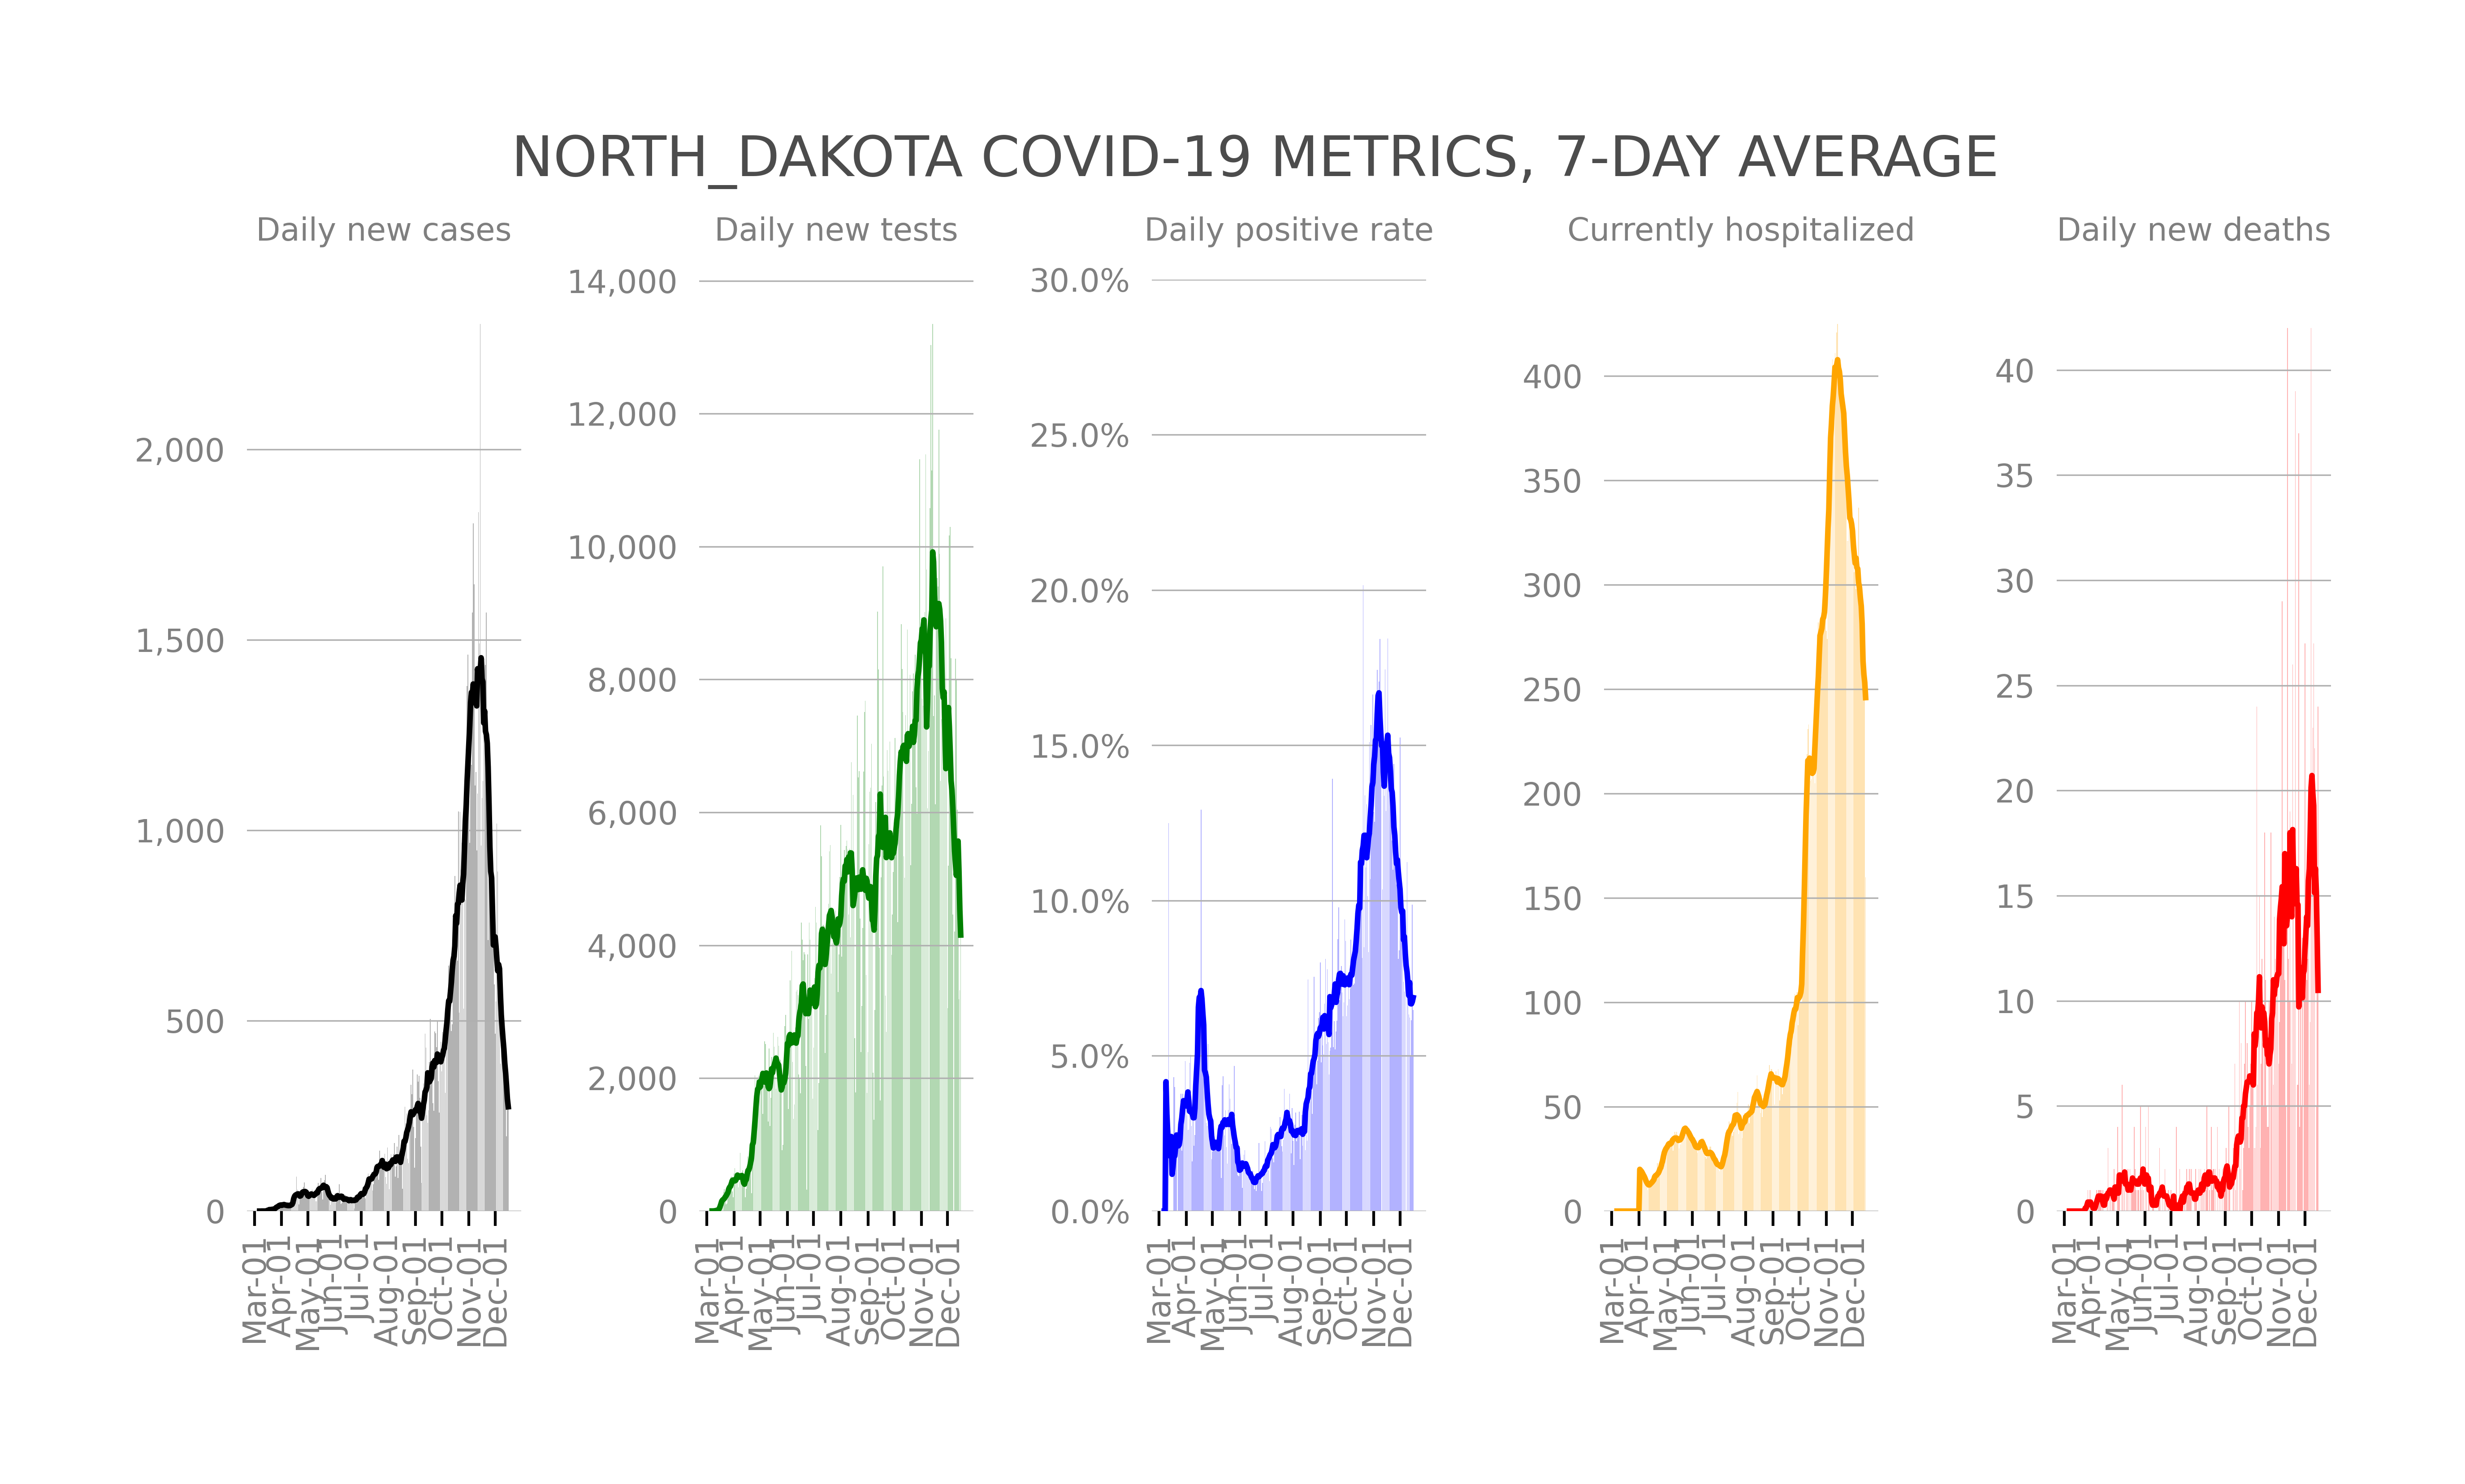 NORTH_DAKOTA COVID-19 METRICS, 7-DAY AVERAGE
Daily new cases
2,000
1,500
1,000
500
0
Mar-01
Apr-01
May-01
Jun-01
Jul-01
Aug-01
Sep-01
Oct-01
Nov-01
Dec-01
Daily new tests
14,000
12,000
10,000
8,000
6,000
4,000
2,000
0
Mar-01
Apr-01
May-01
Jun-01
Jul-01
Aug-01
Sep-01
Oct-01
Nov-01
Dec-01
Daily positive rate
30.0%
25.0%
20.0%
15.0%
10.0%
5.0%
0.0%
Mar-01
Apr-01
May-01
Jun-01
Jul-01
Aug-01
Sep-01
Oct-01
Nov-01
Dec-01
Currently hospitalized
400
350
300
250
200
150
100
50
0
Mar-01
Apr-01
May-01
Jun-01
Jul-01
Aug-01
Sep-01
Oct-01
Nov-01
Dec-01
Daily new deaths
40
35
30
25
20
15
10
5
0
Mar-01
Apr-01
May-01
Jun-01
Jul-01
Aug-01
Sep-01
Oct-01
Nov-01
Dec-01